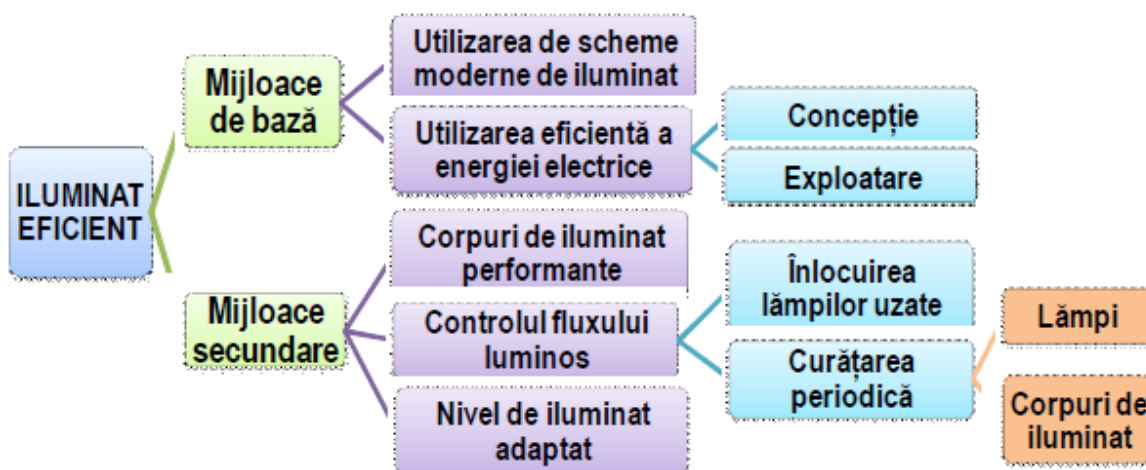 ILUMINAT
EFICIENT
Mijloace
de bază
Utilizarea de scheme
moderne de iluminat
Utilizarea eficientă a
energiei electrice
Concepție
Exploatare
Mijloace
secundare
Corpuri de iluminat
performante
Controlul fluxului
luminos
Înlocuirea
lămpilor uzate
Curățarea
periodică
Lămpi
Corpuri de
iluminat
Nivel de iluminat
adaptat